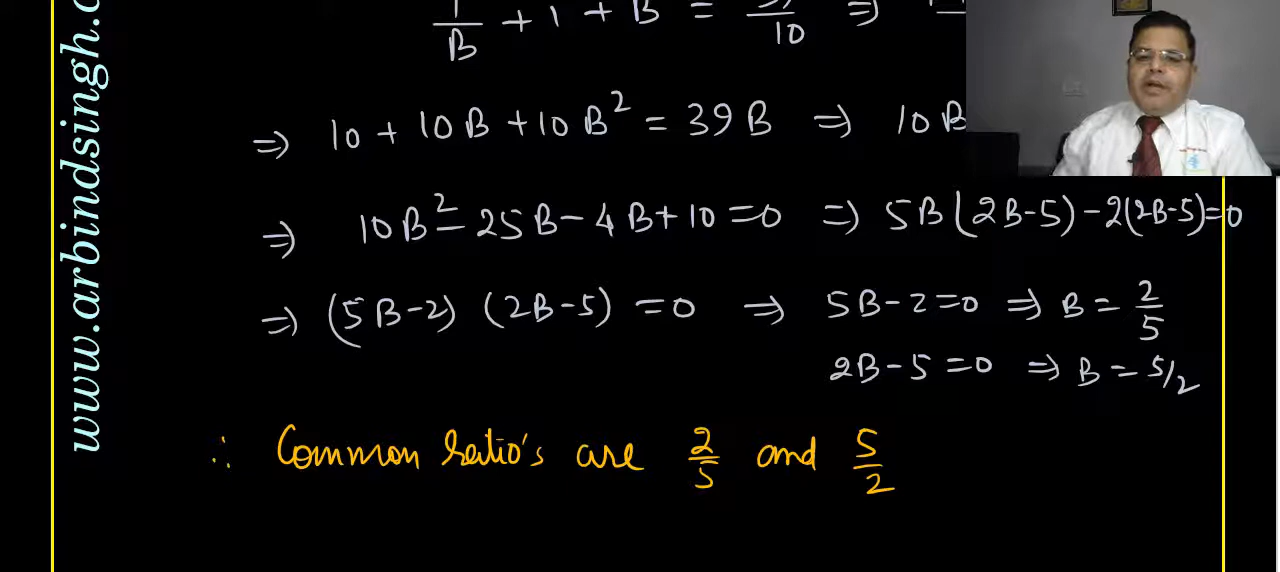 www.arbindsingh.c
1/B + 1 + B = /10 ⇒
⇒ 10 + 10B + 10B² = 39B ⇒ 10B
⇒ 10B² – 25B – 4B + 10 = 0 ⇒ 5B(2B-5) – 2(2B-5) = 0
⇒ (5B-2) (2B-5) = 0 ⇒ 5B-2 = 0 ⇒ B = 2/5
2B-5 = 0 ⇒ B = 5/2
∴ Common Ratio's are 2/5 and 5/2